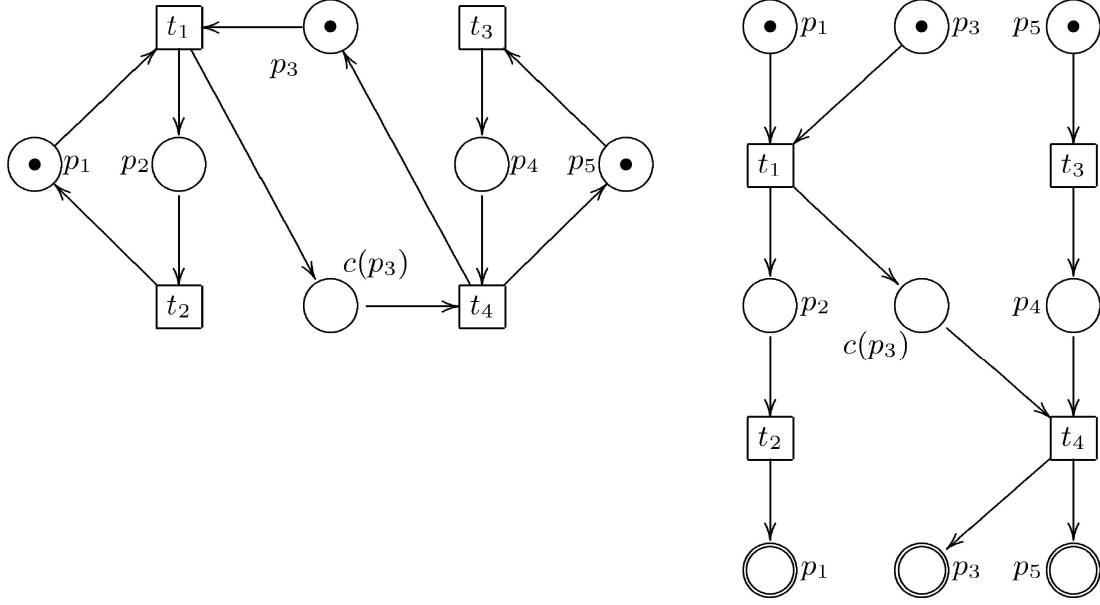 t₁
t₃
p₃
p₁
p₂
p₄
p₅
c(p₃)
t₂
t₄
p₁
p₃
p₅
t₁
t₃
p₂
c(p₃)
p₄
t₂
t₄
p₁
p₃
p₅